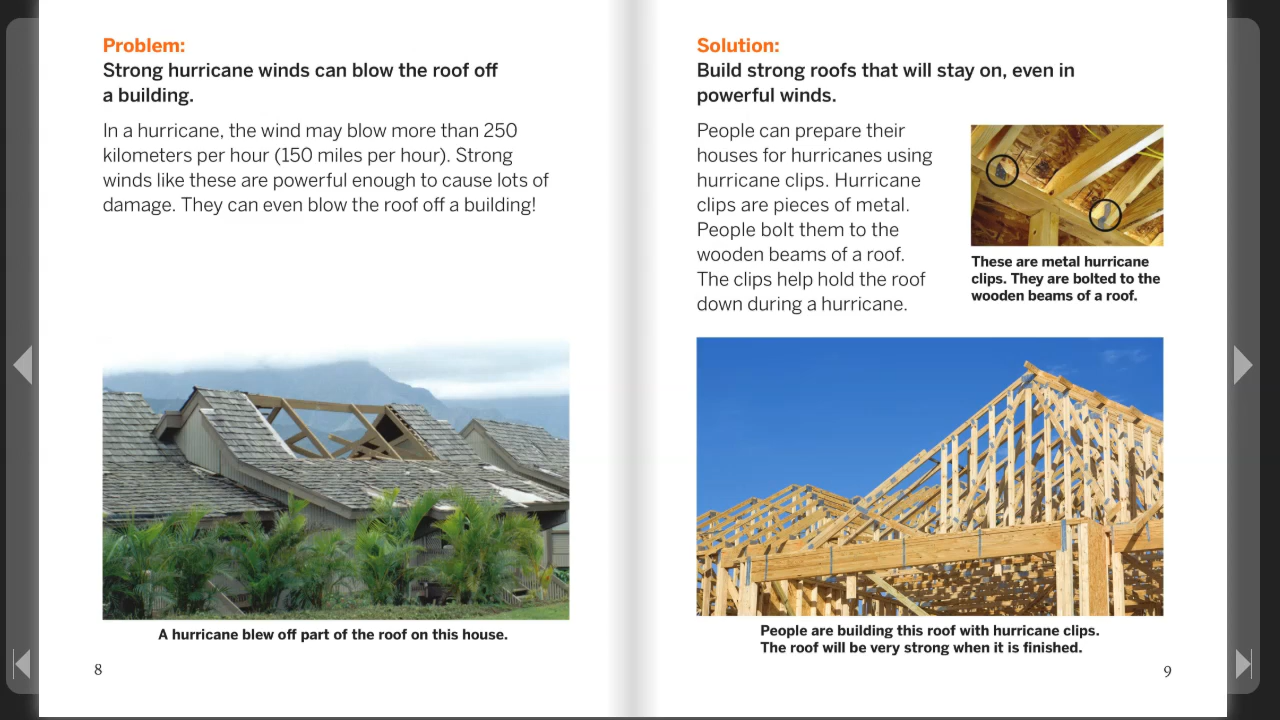 Problem:
Strong hurricane winds can blow the roof off
a building.
In a hurricane, the wind may blow more than 250
kilometers per hour (150 miles per hour). Strong
winds like these are powerful enough to cause lots of
damage. They can even blow the roof off a building!
A hurricane blew off part of the roof on this house.
8
Solution:
Build strong roofs that will stay on, even in
powerful winds.
People can prepare their
houses for hurricanes using
hurricane clips. Hurricane
clips are pieces of metal.
People bolt them to the
wooden beams of a roof.
The clips help hold the roof
down during a hurricane.
These are metal hurricane
clips. They are bolted to the
wooden beams of a roof.
People are building this roof with hurricane clips.
The roof will be very strong when it is finished.
9